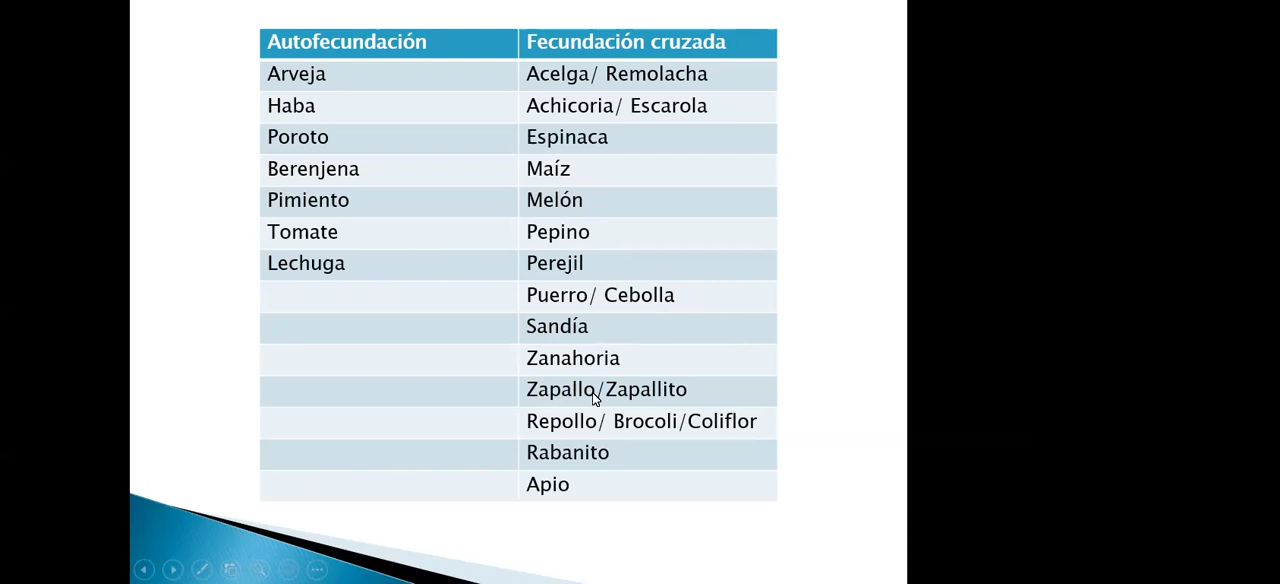 Autofecundación Fecundación cruzada
Arveja Acelga/ Remolacha
Haba Achicoria/ Escarola
Poroto Espinaca
Berenjena Maíz
Pimiento Melón
Tomate Pepino
Lechuga Perejil
Puerro/ Cebolla
Sandía
Zanahoria
Zapallo/Zapallito
Repollo/ Brocoli/Coliflor
Rabanito
Apio